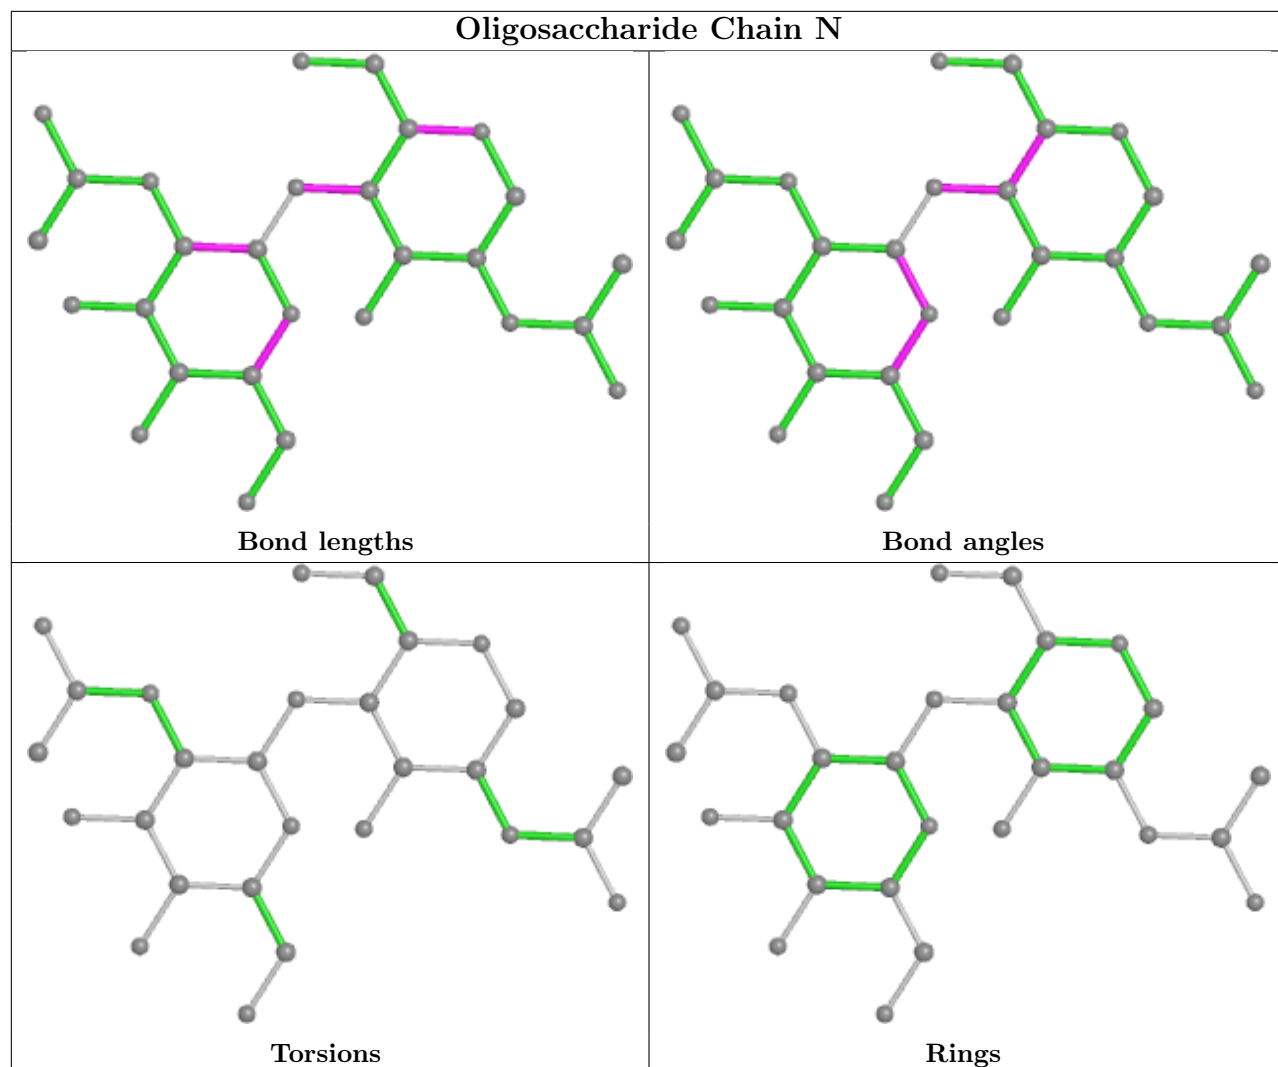 Oligosaccharide Chain N
Bond lengths
Bond angles
Torsions
Rings